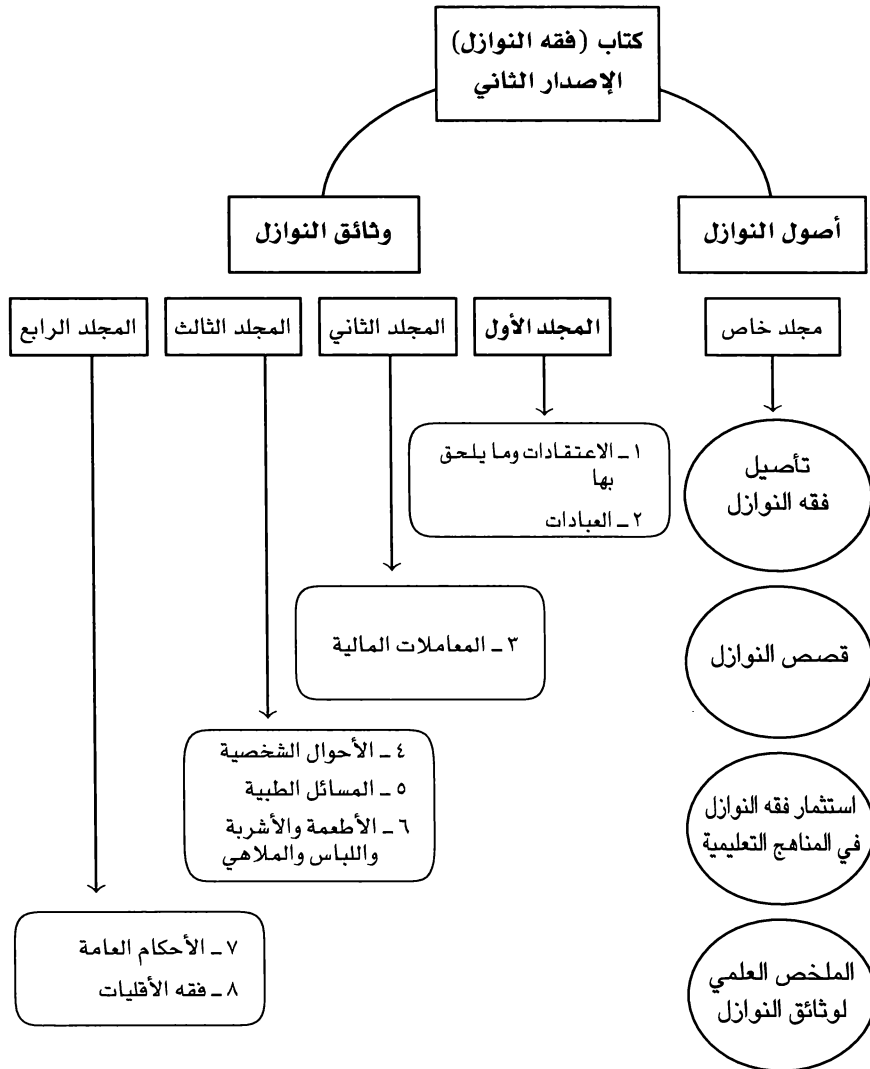 كتاب (فقه النوازل)
الإصدار الثاني
أصول النوازل
وثائق النوازل
مجلد خاص
المجلد الأول
المجلد الثاني
المجلد الثالث
المجلد الرابع
تأصيل
فقه النوازل
قصص النوازل
استثمار فقه النوازل
في المناهج التعليمية
الملخص العلمي
لوثائق النوازل
١ ـ الاعتقادات وما يلحق
بها
٢ ـ العبادات
٣ ـ المعاملات المالية
٤ ـ الأحوال الشخصية
٥ ـ المسائل الطبية
٦ ـ الأطعمة والأشربة
واللباس والملاهي
٧ ـ الأحكام العامة
٨ ـ فقه الأقليات